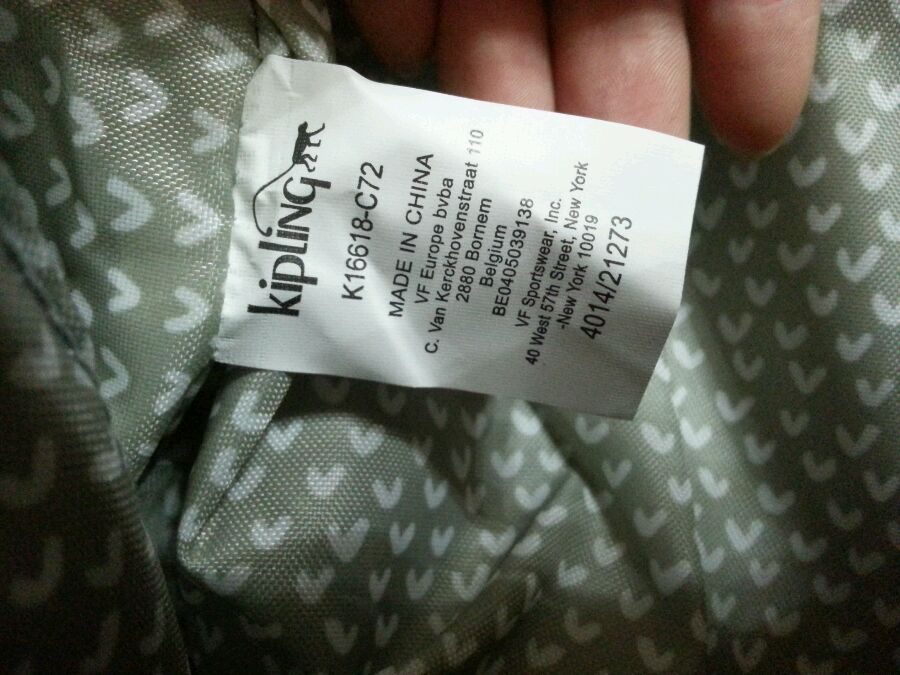 kipling
K16618-C72
MADE IN CHINA
VF Europe bvba
C. Van Kerckhovenstraat 110
2880 Bornem
Belgium
BE0405039138
VF Sportswear, Inc.
40 West 57th Street, New York
-New York 10019
4014/21273